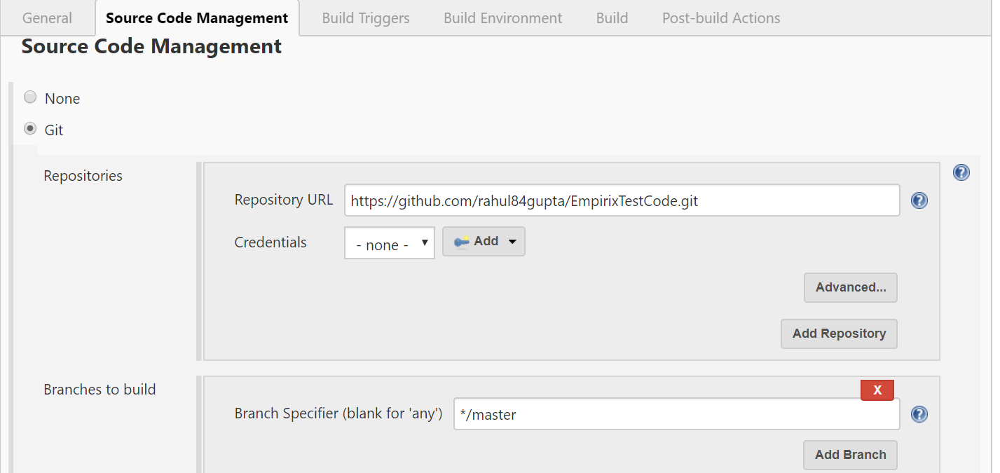 General Source Code Management Build Triggers Build Environment Build Post-build Actions
Source Code Management
None
Git
Repositories
Repository URL https://github.com/rahul84gupta/EmpirixTestCode.git ?
?
Credentials - none - Add
Advanced...
Add Repository
Branches to build
X
Branch Specifier (blank for 'any') */master ?
Add Branch